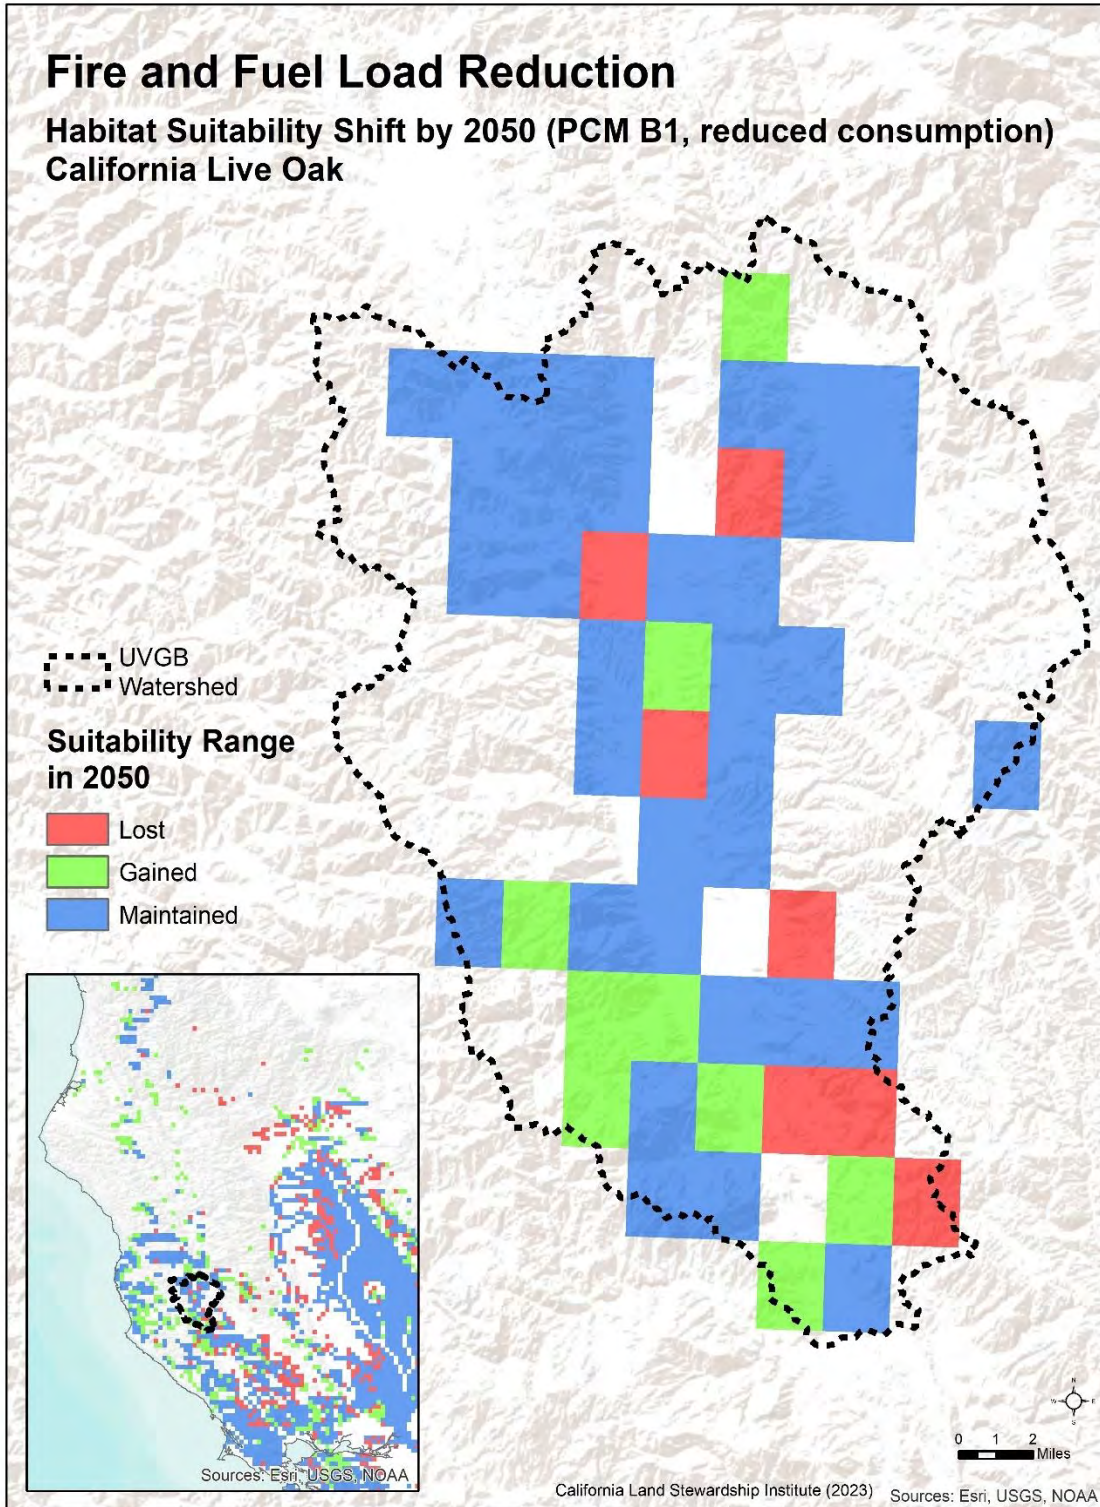 Fire and Fuel Load Reduction
Habitat Suitability Shift by 2050 (PCM B1, reduced consumption)
California Live Oak
UVGB
Watershed
Suitability Range
in 2050
Lost
Gained
Maintained
Sources: Esri, USGS, NOAA
N
W
E
S
0 1 2
Miles
California Land Stewardship Institute (2023)
Sources: Esri, USGS, NOAA